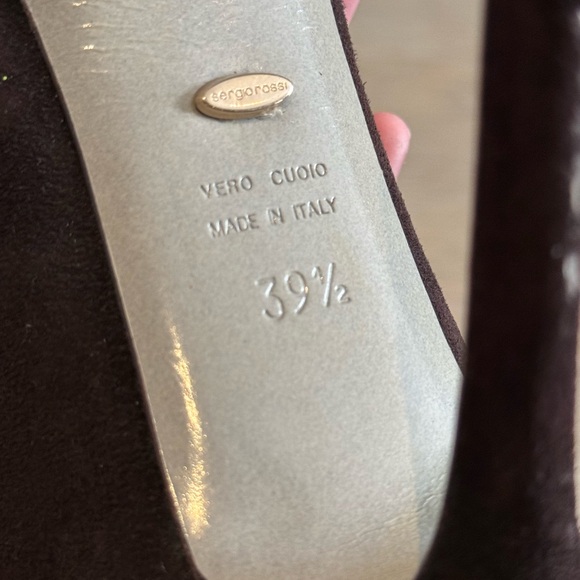 sergiorossi
VERO CUOIO
MADE IN ITALY
39½